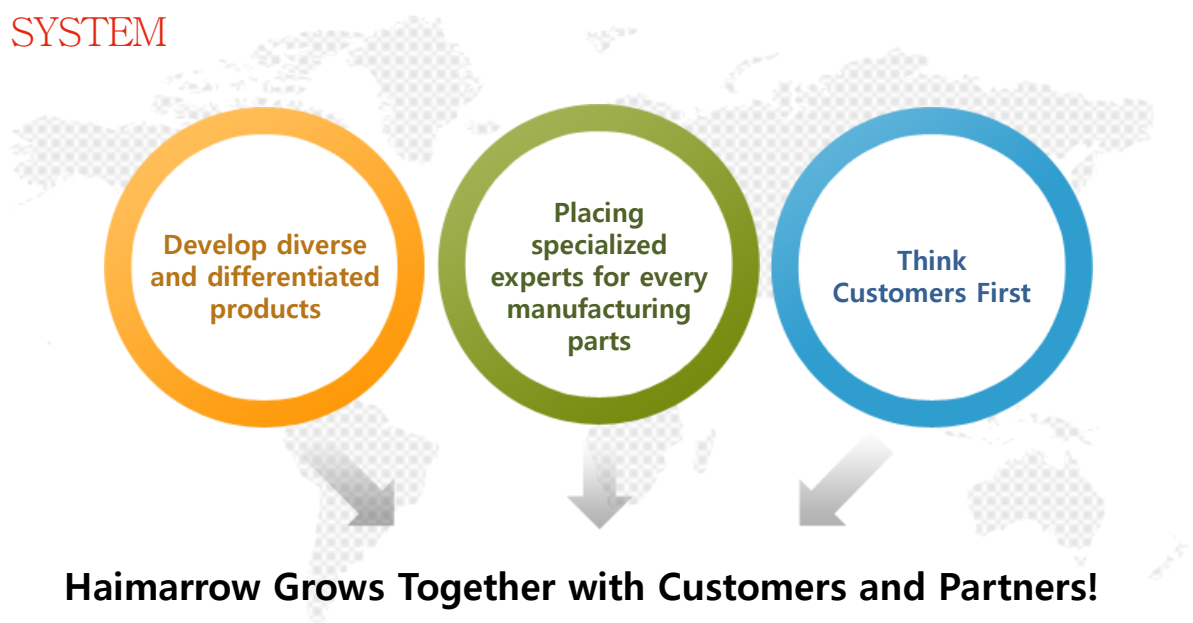 SYSTEM
Develop diverse
and differentiated
products
Placing
specialized
experts for every
manufacturing
parts
Think
Customers First
Haimarrow Grows Together with Customers and Partners!